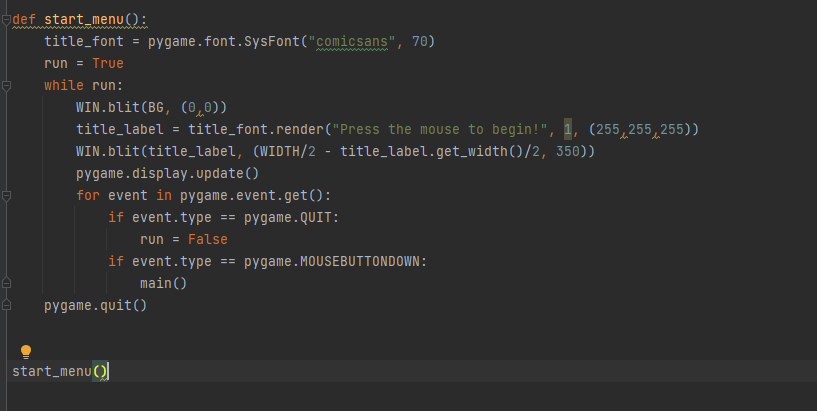 def start_menu():
    title_font = pygame.font.SysFont("comicsans", 70)
    run = True
    while run:
        WIN.blit(BG, (0,0))
        title_label = title_font.render("Press the mouse to begin!", 1, (255,255,255))
        WIN.blit(title_label, (WIDTH/2 - title_label.get_width()/2, 350))
        pygame.display.update()
        for event in pygame.event.get():
            if event.type == pygame.QUIT:
                run = False
            if event.type == pygame.MOUSEBUTTONDOWN:
                main()
    pygame.quit()
start_menu()